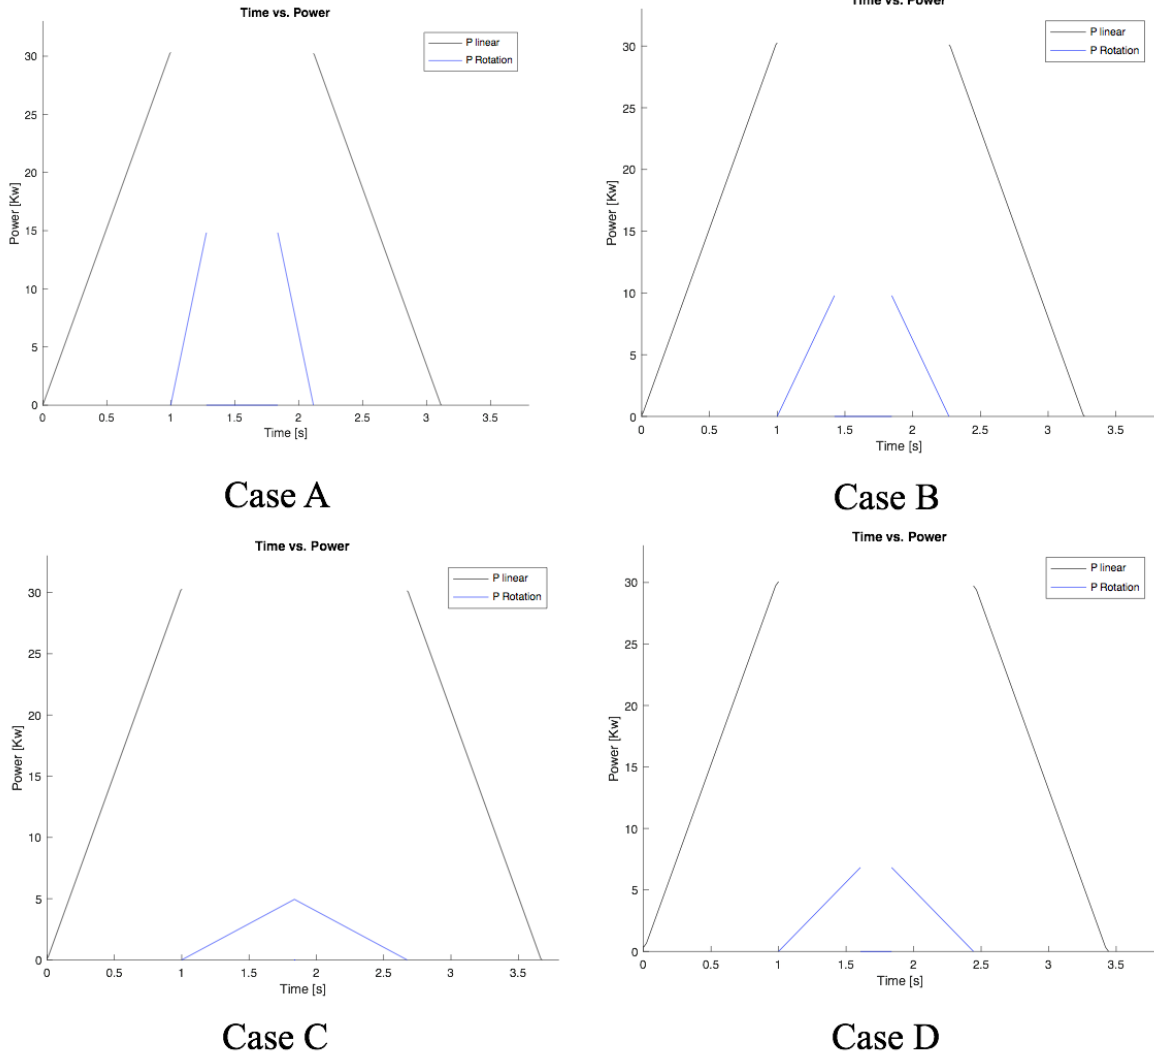 Time vs. Power
P linear
P Rotation
30
25
20
15
10
5
0
Power [Kw]
0 0.5 1 1.5 2 2.5 3 3.5
Time [s]
Case A
Time vs. Power
P linear
P Rotation
30
25
20
15
10
5
0
Power [Kw]
0 0.5 1 1.5 2 2.5 3 3.5
Time [s]
Case B
Time vs. Power
P linear
P Rotation
30
25
20
15
10
5
0
Power [Kw]
0 0.5 1 1.5 2 2.5 3 3.5
Time [s]
Case C
Time vs. Power
P linear
P Rotation
30
25
20
15
10
5
0
Power [Kw]
0 0.5 1 1.5 2 2.5 3 3.5
Time [s]
Case D